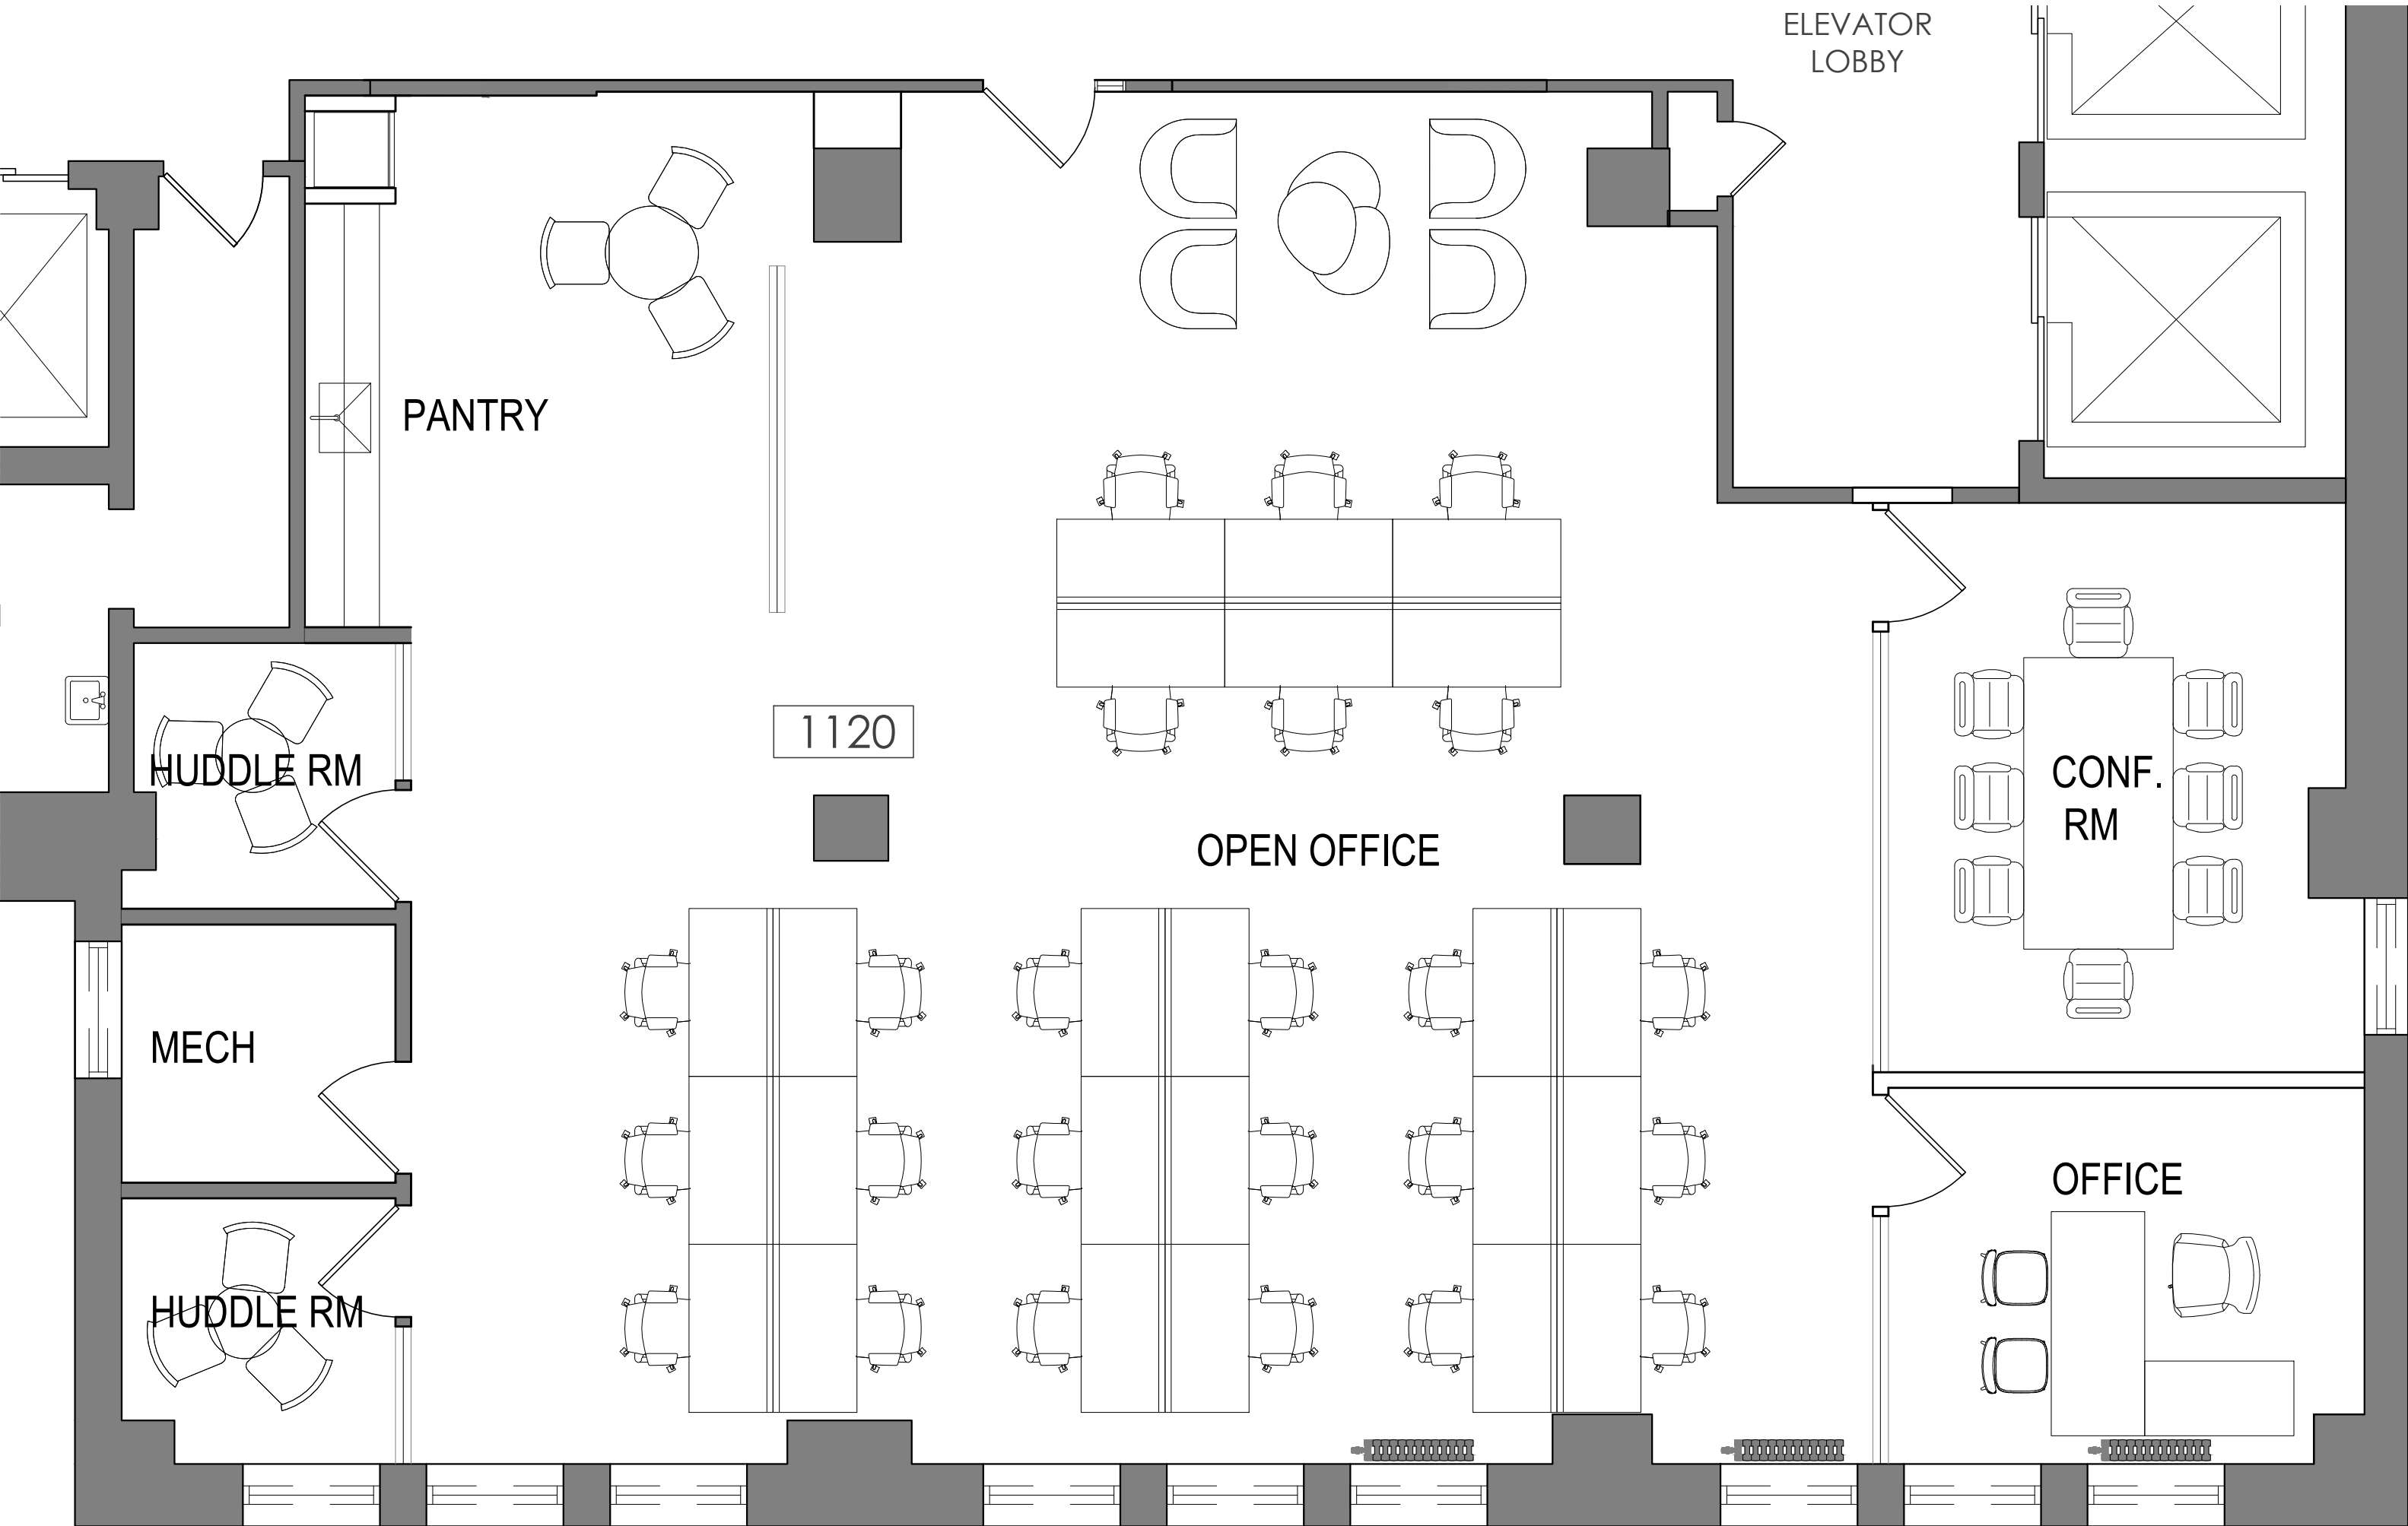 ELEVATOR
LOBBY
PANTRY
1120
HUDDLE RM
CONF.
RM
OPEN OFFICE
MECH
OFFICE
HUDDLE RM